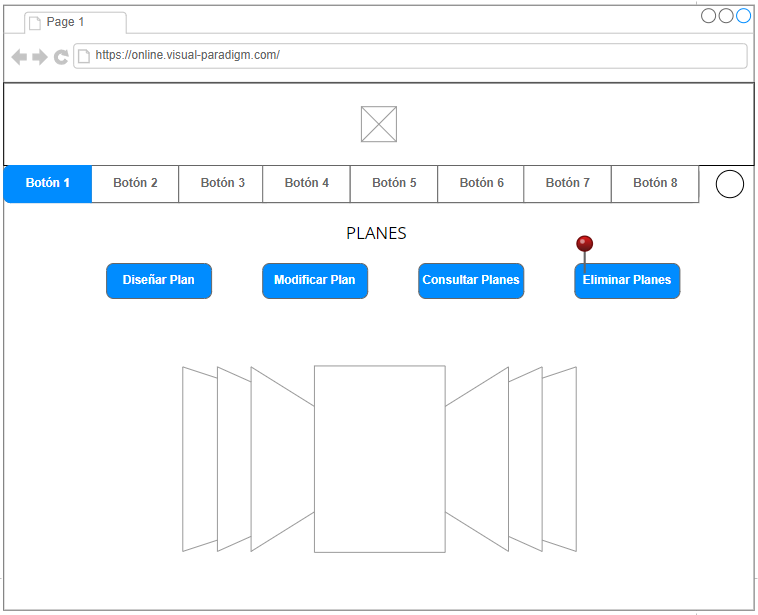 Page 1
https://online.visual-paradigm.com/
Botón 1 Botón 2 Botón 3 Botón 4 Botón 5 Botón 6 Botón 7 Botón 8
PLANES
Diseñar Plan Modificar Plan Consultar Planes Eliminar Planes